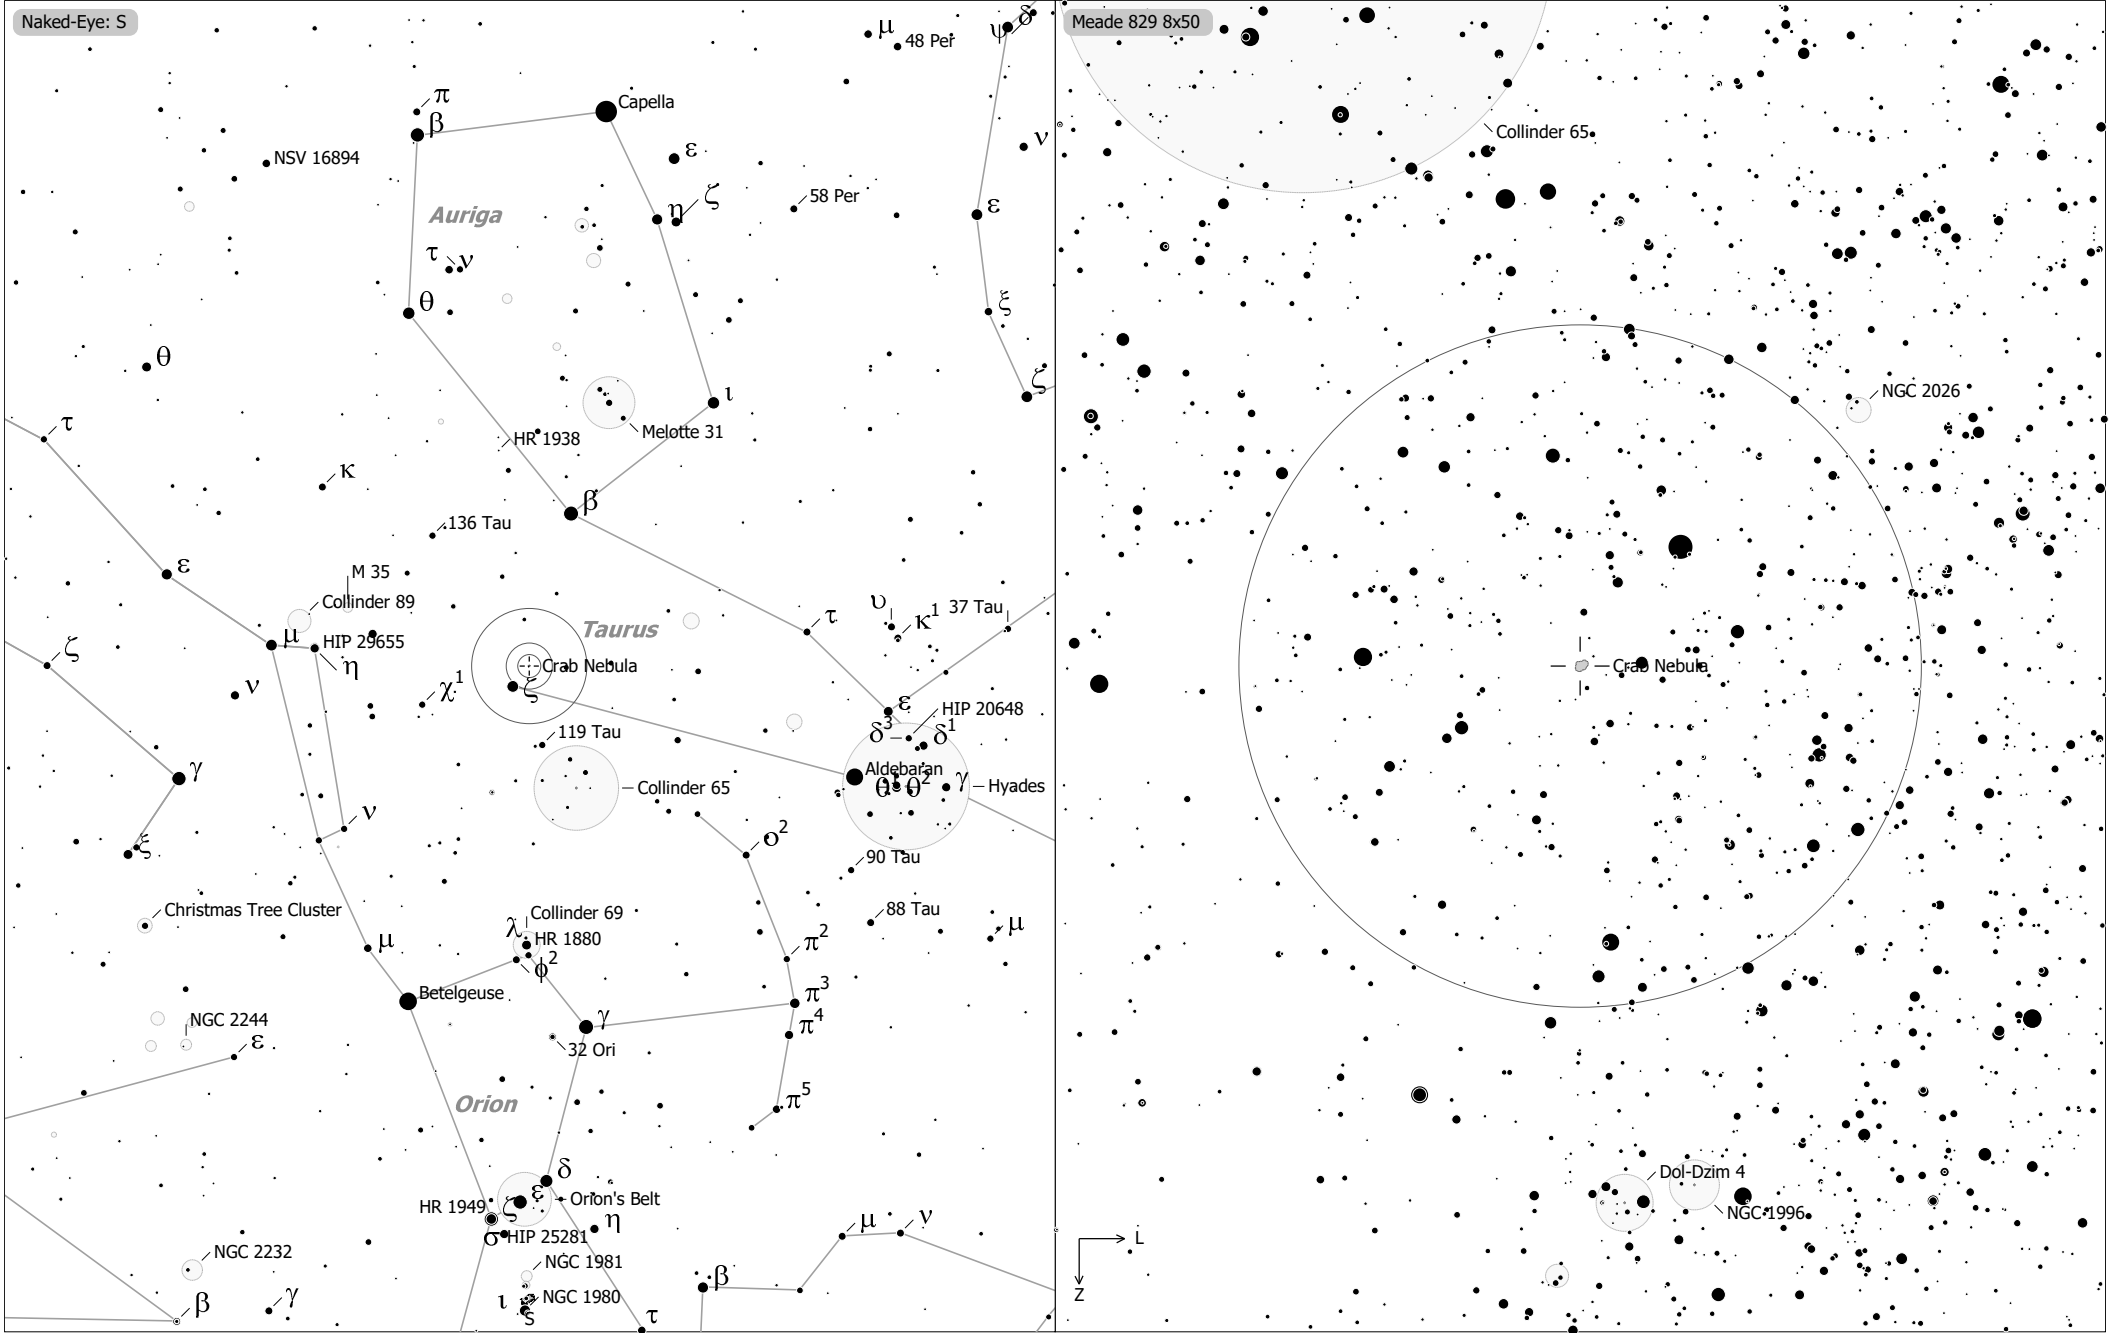 Naked-Eye: S
Meade 829 8x50
μ
48 Per
ψ
δ
π
β
Capella
ν
Collinder 65
NSV 16894
ε
58 Per
η
ζ
ε
Auriga
τ
ν
θ
ξ
θ
ι
ζ
NGC 2026
τ
HR 1938
Melotte 31
κ
β
136 Tau
ε
M 35
Collinder 89
τ
υ
κ1
37 Tau
Taurus
μ
HIP 29655
η
Crab Nebula
Crab Nebula
ζ
ν
χ1
ζ
ε
HIP 20648
δ3
δ1
119 Tau
γ
Aldebaran
θ1
θ2
γ
Hyades
Collinder 65
ν
ξ
ο2
90 Tau
Christmas Tree Cluster
λ
Collinder 69
HR 1880
φ2
88 Tau
μ
μ
π2
Betelgeuse
π3
NGC 2244
γ
π4
ε
32 Ori
Orion
π5
δ
Dol-Dzim 4
HR 1949
ζ
ε
Orion's Belt
NGC 1996
σ
HIP 25281
η
μ
ν
L
NGC 2232
NGC 1981
Z
β
γ
ι
NGC 1980
β
s
τ